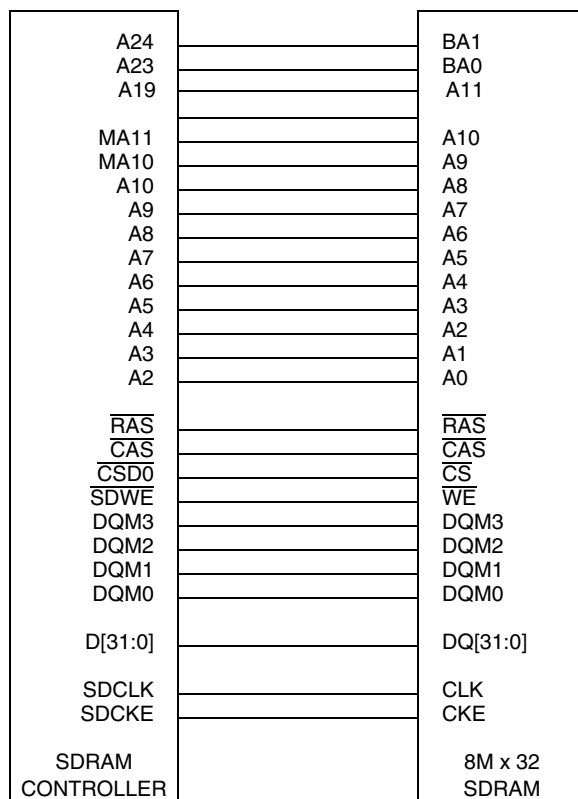 A24 BA1
A23 BA0
A19 A11
MA11 A10
MA10 A9
A10 A8
A9 A7
A8 A6
A7 A5
A6 A4
A5 A3
A4 A2
A3 A1
A2 A0
RAS RAS
CAS CAS
CSD0 CS
SDWE WE
DQM3 DQM3
DQM2 DQM2
DQM1 DQM1
DQM0 DQM0
D[31:0] DQ[31:0]
SDCLK CLK
SDCKE CKE
SDRAM 8M x 32
CONTROLLER SDRAM